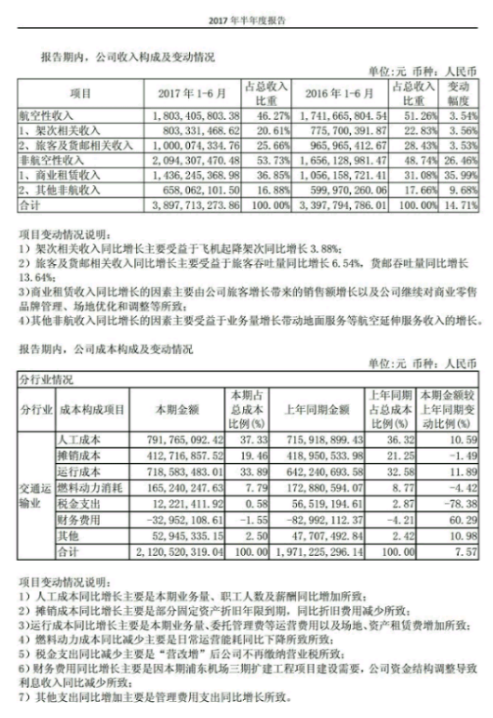 2017 年半年度报告
报告期内，公司收入构成及变动情况
单位:元 币种：人民币
项目 2017 年 1-6 月 占总收入比重 2016 年 1-6 月 占总收入比重 变动幅度
航空性收入 1,803,405,803.38 46.27% 1,741,665,804.54 51.26% 3.54%
1、架次相关收入 803,331,468.62 20.61% 775,700,391.87 22.83% 3.56%
2、旅客及货邮相关收入 1,000,074,334.76 25.66% 965,965,412.67 28.43% 3.53%
非航空性收入 2,094,307,470.48 53.73% 1,656,128,981.47 48.74% 26.46%
1、商业租赁收入 1,436,245,368.98 36.85% 1,056,158,721.41 31.08% 35.99%
2、其他非航收入 658,062,101.50 16.88% 599,970,260.06 17.66% 9.68%
合计 3,897,713,273.86 100.00% 3,397,794,786.01 100.00% 14.71%
项目变动情况说明：
1）架次相关收入同比增长主要受益于飞机起降架次同比增长 3.88%；
2）旅客及货邮相关收入同比增长主要受益于旅客吞吐量同比增长 6.54%，货邮吞吐量同比增长
13.64%；
3)商业租赁收入同比增长的因素主要由公司旅客增长带来的销售额增长以及公司继续对商业零售
品牌管理、场地优化和调整等所致；
4)其他非航收入同比增长的因素主要受益于业务量增长带动地面服务等航空延伸服务收入的增长。
报告期内，公司成本构成及变动情况
单位:元 币种：人民币
分行业情况
分行业 成本构成项目 本期金额 本期占总成本比例(%) 上年同期金额 上年同期占总成本比例(%) 本期金额较上年同期变动比例(%)
交通运输业 人工成本 791,765,092.42 37.33 715,918,899.43 36.32 10.59
摊销成本 412,716,857.52 19.46 418,950,533.98 21.25 -1.49
运行成本 718,583,483.01 33.89 642,240,693.58 32.58 11.89
燃料动力消耗 165,240,247.63 7.79 172,880,594.07 8.77 -4.42
税金支出 12,221,411.92 0.58 56,519,194.61 2.87 -78.38
财务费用 -32,952,108.61 -1.55 -82,992,112.37 -4.21 60.29
其他 52,945,335.15 2.50 47,707,492.84 2.42 10.98
合计 2,120,520,319.04 100.00 1,971,225,296.14 100.00 7.57
项目变动情况说明：
1）人工成本同比增长主要是本期业务量、职工人数及薪酬同比增加所致；
2）摊销成本同比增长主要是部分固定资产折旧年限到期，同比折旧费用减少所致；
3)运行成本同比增长主要是本期业务量、委托管理费等运营费用以及场地、资产租赁费增加所致；
4）燃料动力成本同比减少主要是日常运营能耗同比下降所致所致；
5）税金支出同比减少主要是“营改增”后公司不再缴纳营业税所致；
6)财务费用同比增长主要是因本期浦东机场三期扩建工程项目建设需要，公司资金结构调整导致
利息收入同比减少所致；
7）其他支出同比增加主要是管理费用支出同比增长所致。